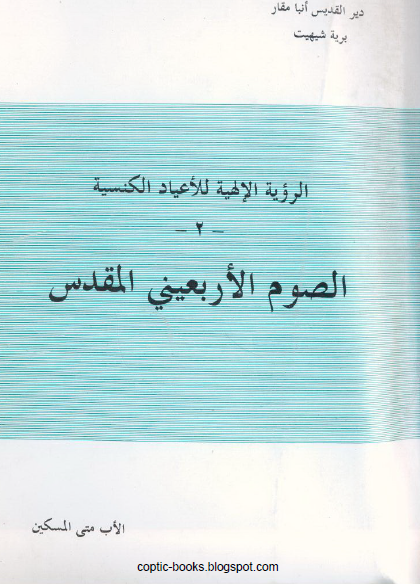 دير القديس أنبا مقار
برية شيهيت
الرؤية الإلهية للأعياد الكنسية
- ٢ -
الصوم الأربعيني المقدس
الأب متى المسكين
coptic-books.blogspot.com